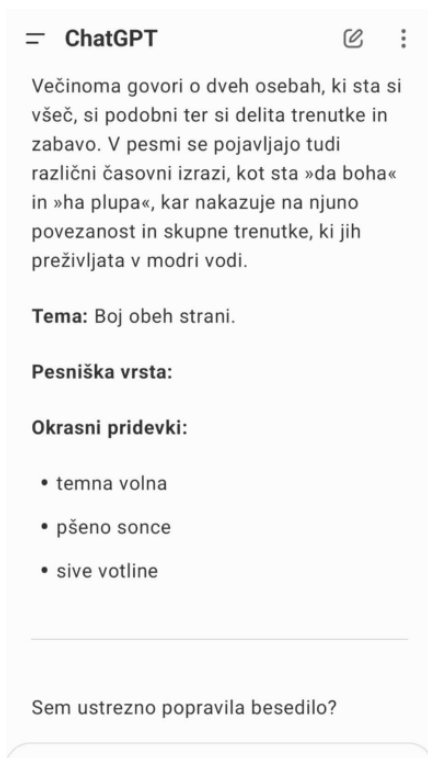 ChatGPT
Večinoma govori o dveh osebah, ki sta si
všeč, si podobni ter si delita trenutke in
zabavo. V pesmi se pojavljajo tudi
različni časovni izrazi, kot sta »da boha«
in »ha plupa«, kar nakazuje na njuno
povezanost in skupne trenutke, ki jih
preživljata v modri vodi.
Tema: Boj obeh strani.
Pesniška vrsta:
Okrasni pridevki:
• temna volna
• pšeno sonce
• sive votline
Sem ustrezno popravila besedilo?